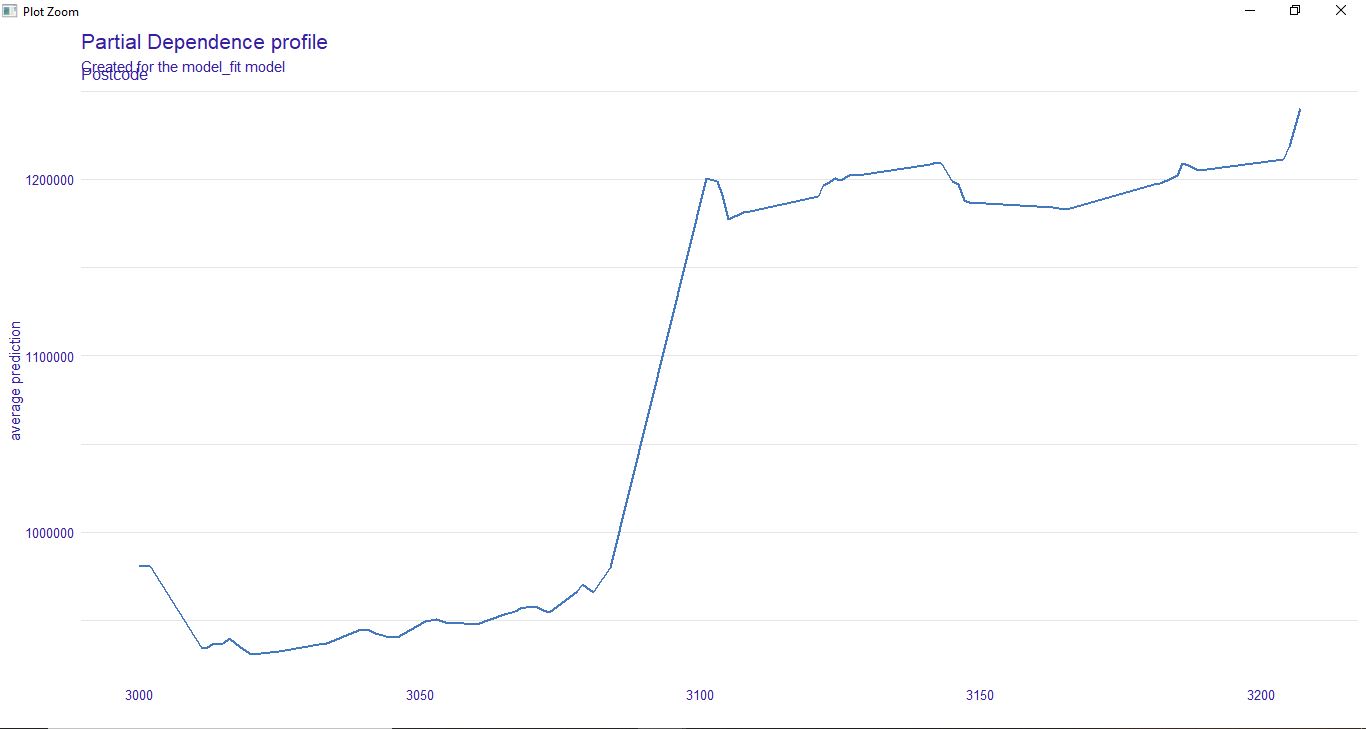 Plot Zoom
Partial Dependence profile
Created for the model_fit model
Postcode
average prediction
1200000
1100000
1000000
3000 3050 3100 3150 3200